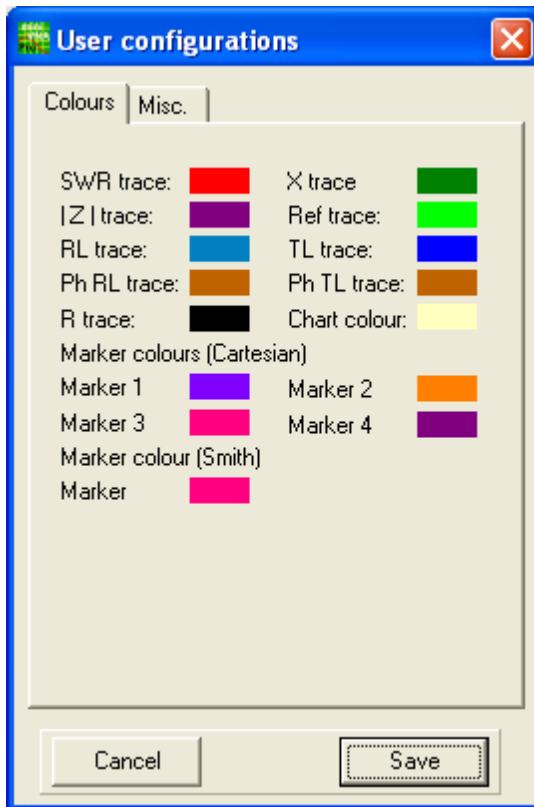 User configurations
Colours Misc.
SWR trace: X trace
|Z| trace: Ref trace:
RL trace: TL trace:
Ph RL trace: Ph TL trace:
R trace: Chart colour:
Marker colours (Cartesian)
Marker 1 Marker 2
Marker 3 Marker 4
Marker colour (Smith)
Marker
Cancel Save